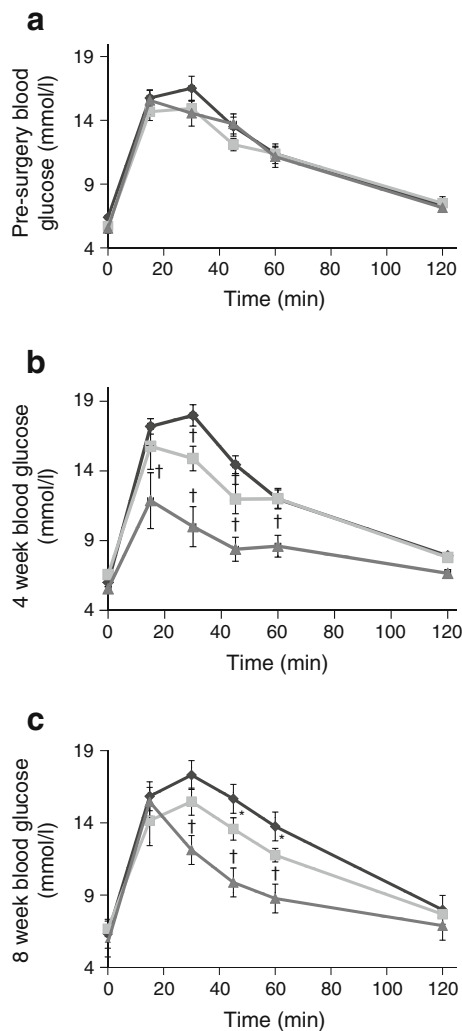 a
Pre-surgery blood
glucose (mmol/l)
19
14
9
4
0 20 40 60 80 100 120
Time (min)
b
4 week blood glucose
(mmol/l)
19
14
9
4
†
†
†
†
†
0 20 40 60 80 100 120
Time (min)
c
8 week blood glucose
(mmol/l)
19
14
9
4
*
†
*
†
†
0 20 40 60 80 100 120
Time (min)